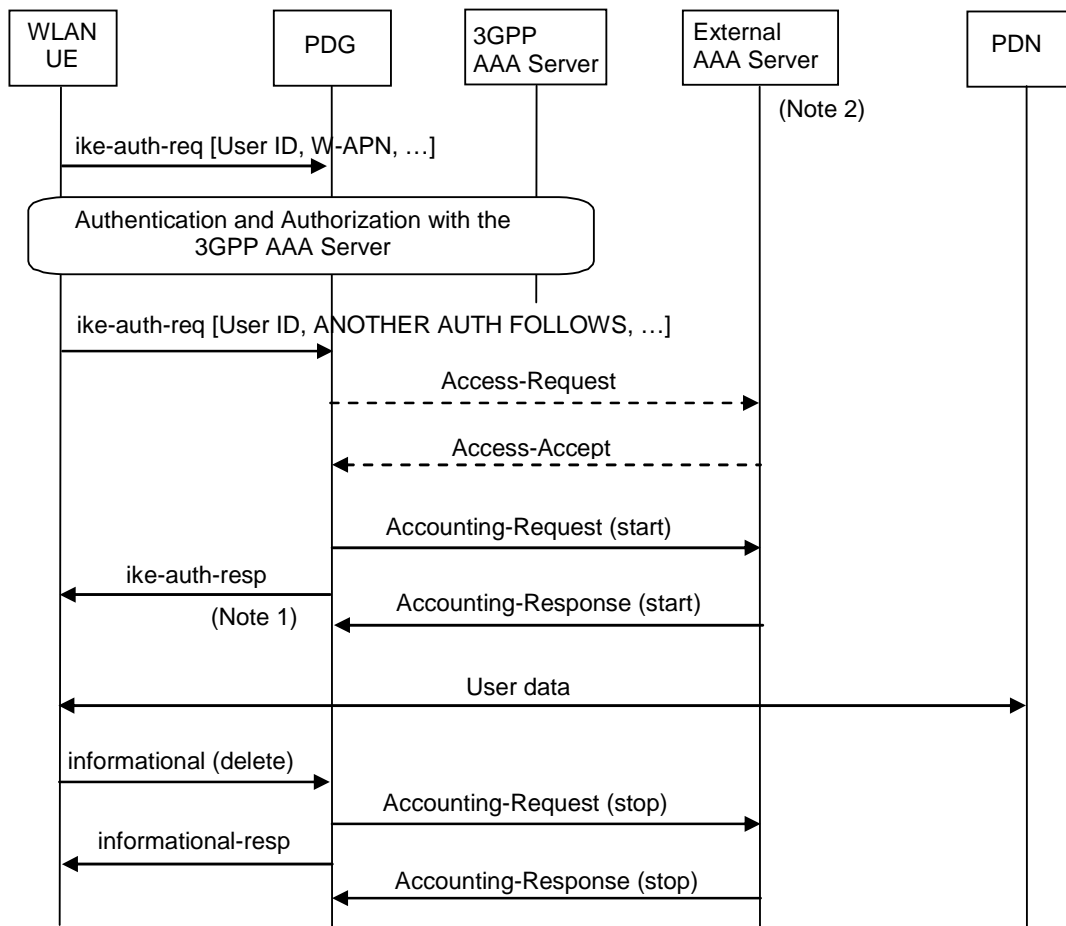 WLAN
UE
PDG
3GPP
AAA Server
External
AAA Server
PDN
(Note 2)
ike-auth-req [User ID, W-APN, …]
Authentication and Authorization with the
3GPP AAA Server
ike-auth-req [User ID, ANOTHER AUTH FOLLOWS, …]
Access-Request
Access-Accept
Accounting-Request (start)
ike-auth-resp
Accounting-Response (start)
(Note 1)
User data
informational (delete)
Accounting-Request (stop)
informational-resp
Accounting-Response (stop)